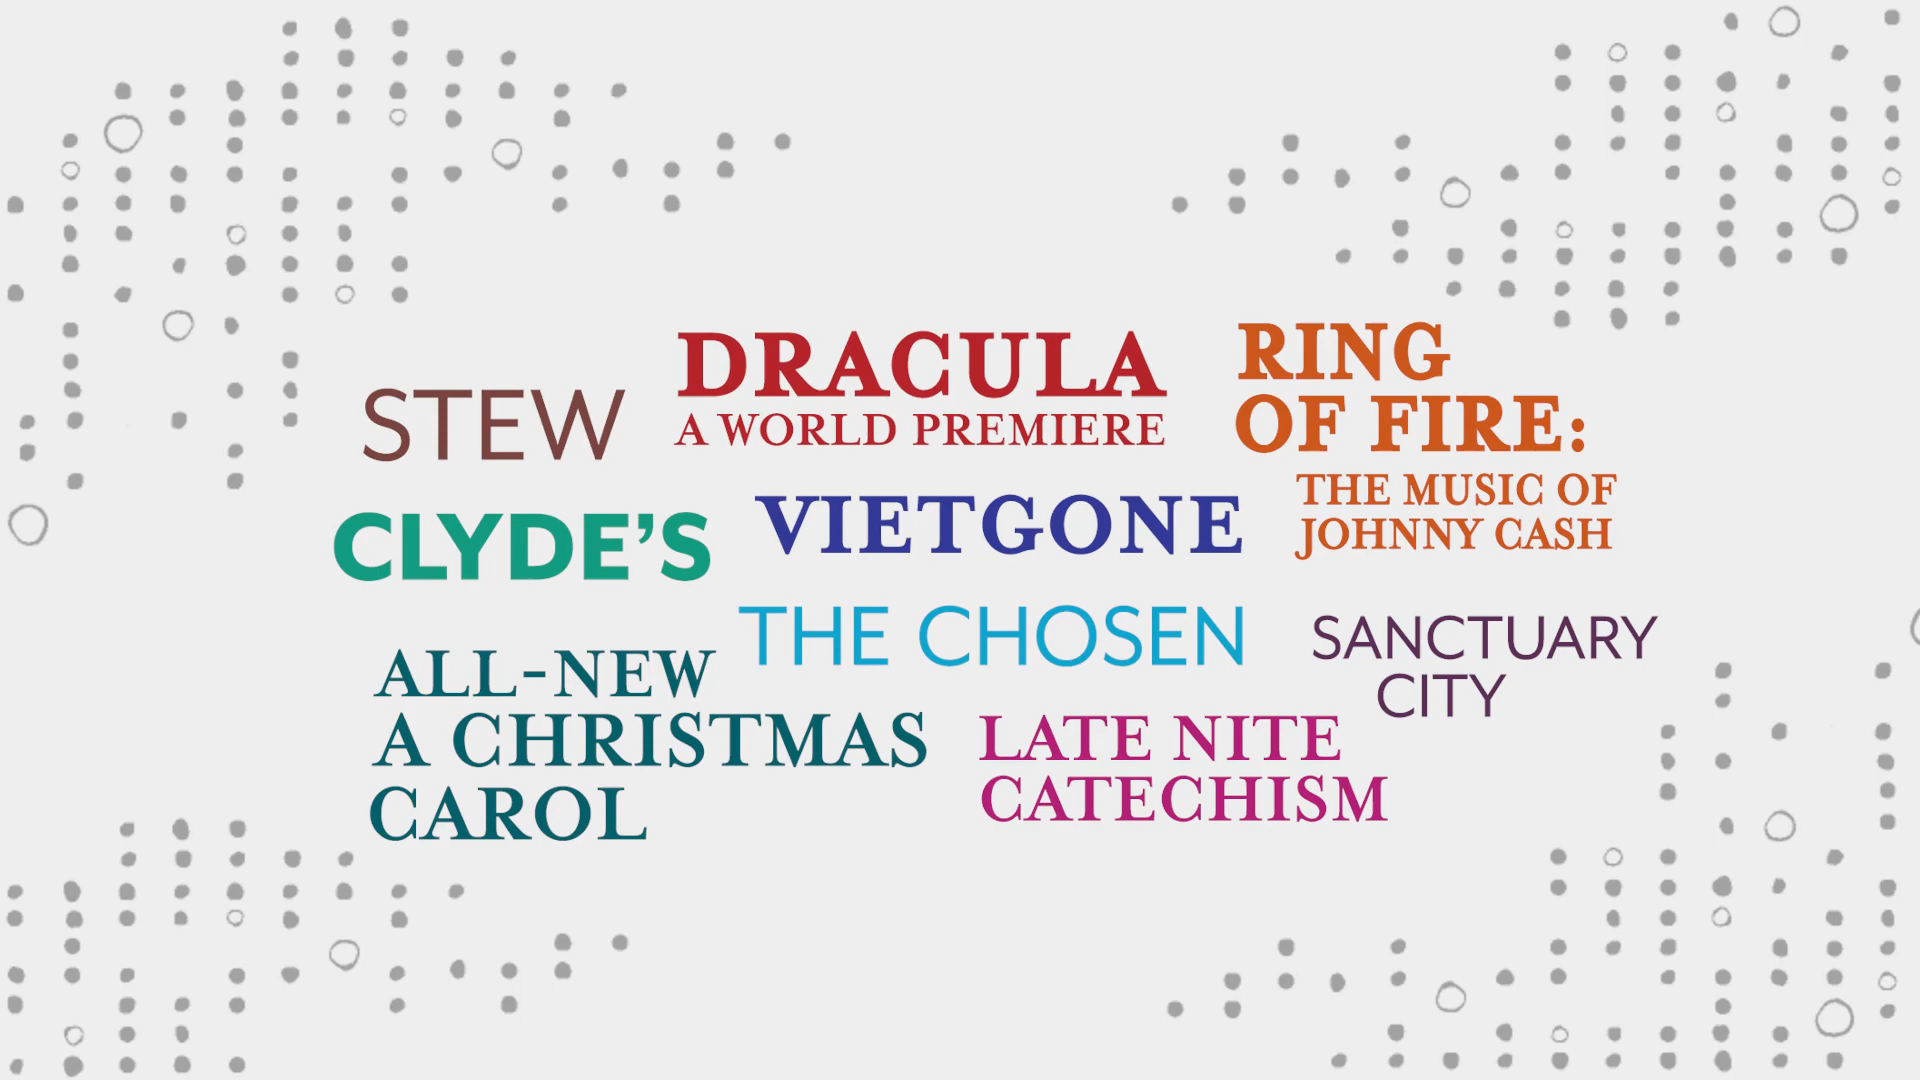 STEW
DRACULA
A WORLD PREMIERE
RING
OF FIRE:
THE MUSIC OF
JOHNNY CASH
CLYDE'S
VIETGONE
THE CHOSEN
SANCTUARY
CITY
ALL-NEW
A CHRISTMAS
CAROL
LATE NITE
CATECHISM